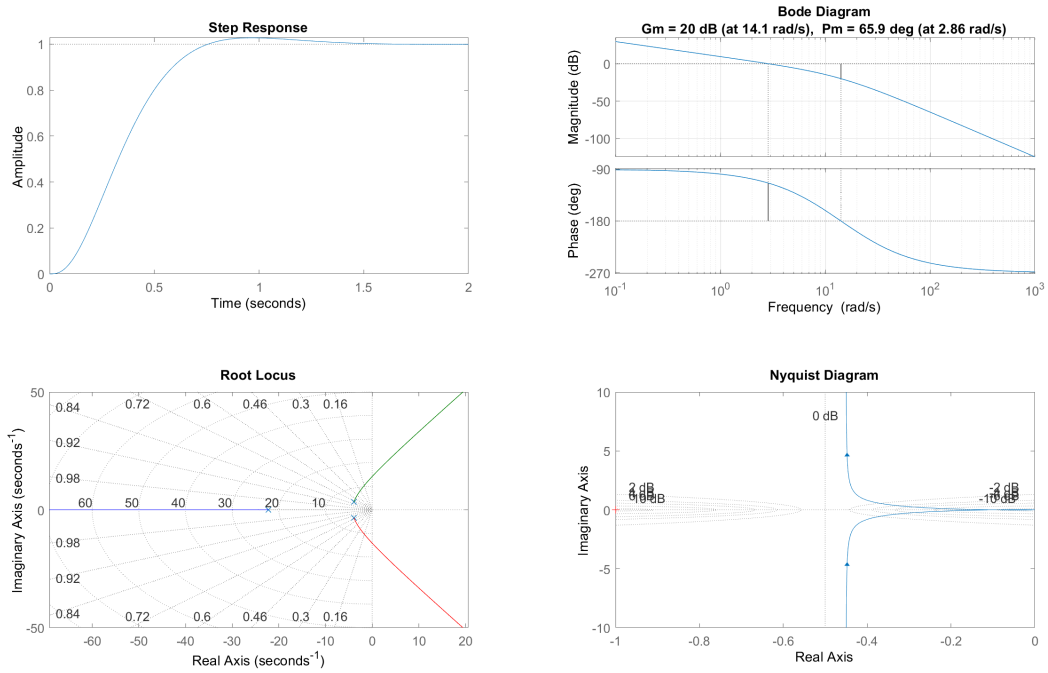 Step Response
1
0.8
0.6
0.4
0.2
0
Amplitude
0 0.5 1 1.5 2
Time (seconds)
Bode Diagram
Gm = 20 dB (at 14.1 rad/s), Pm = 65.9 deg (at 2.86 rad/s)
0
-50
-100
Magnitude (dB)
-90
-180
-270
Phase (deg)
10^-1 10^0 10^1 10^2 10^3
Frequency (rad/s)
Root Locus
50
0.84 0.72 0.6 0.46 0.3 0.16
0.92
0.98
60 50 40 30 20 10
0
0.98
0.92
0.84 0.72 0.6 0.46 0.3 0.16
-50
Imaginary Axis (seconds^-1)
-60 -50 -40 -30 -20 -10 0 10 20
Real Axis (seconds^-1)
Nyquist Diagram
10
0 dB
5
2 dB -2 dB
10 dB -10 dB
0
-5
-10
Imaginary Axis
-1 -0.8 -0.6 -0.4 -0.2 0
Real Axis